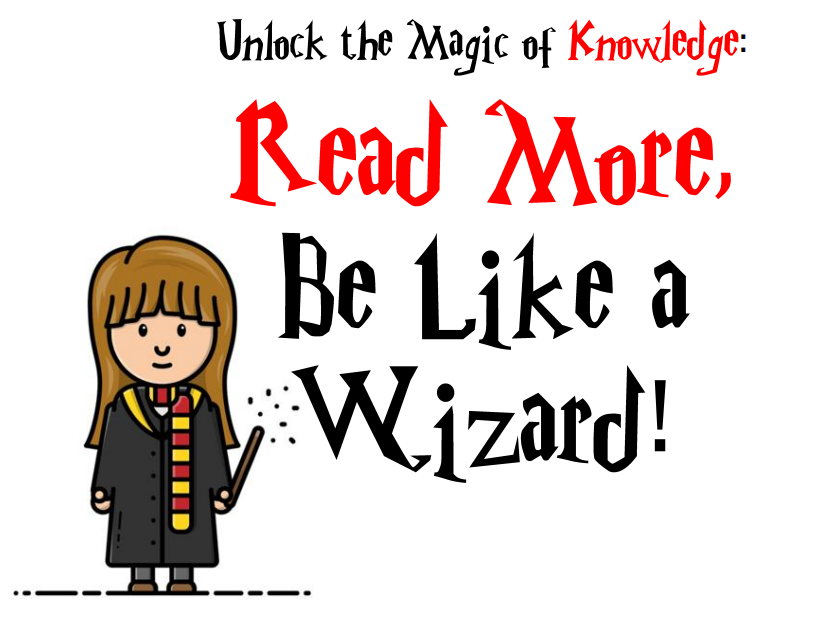 Unlock the Magic of Knowledge:
Read More,
Be Like a
Wizard!